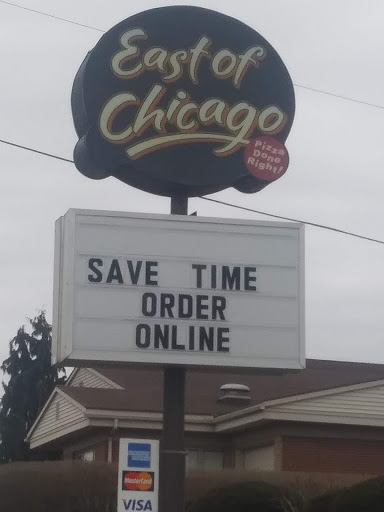 East of
Chicago
Pizza
Done
Right!
SAVE TIME
ORDER
ONLINE
MasterCard
VISA